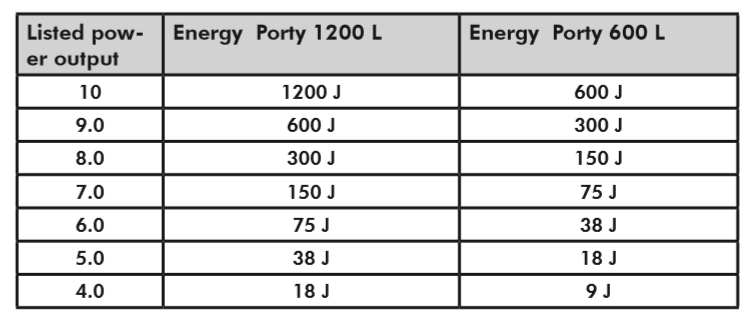 Listed pow- Energy Porty 1200 L Energy Porty 600 L
er output
10 1200 J 600 J
9.0 600 J 300 J
8.0 300 J 150 J
7.0 150 J 75 J
6.0 75 J 38 J
5.0 38 J 18 J
4.0 18 J 9 J